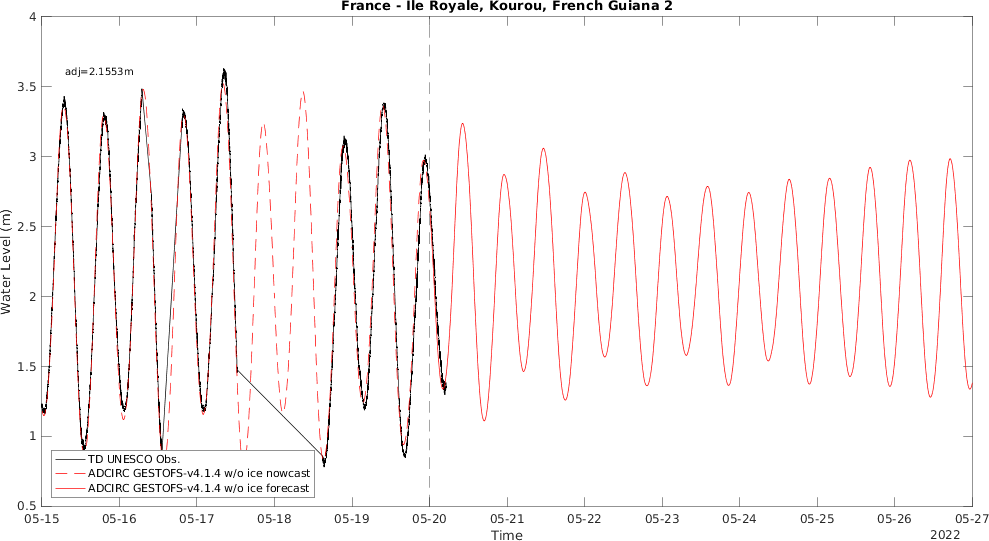 France - Ile Royale, Kourou, French Guiana 2
4
3.5
3
2.5
2
1.5
1
0.5
Water Level (m)
adj=2.1553m
TD UNESCO Obs.
ADCIRC GESTOFS-v4.1.4 w/o ice nowcast
ADCIRC GESTOFS-v4.1.4 w/o ice forecast
05-15 05-16 05-17 05-18 05-19 05-20 05-21 05-22 05-23 05-24 05-25 05-26 05-27
Time
2022